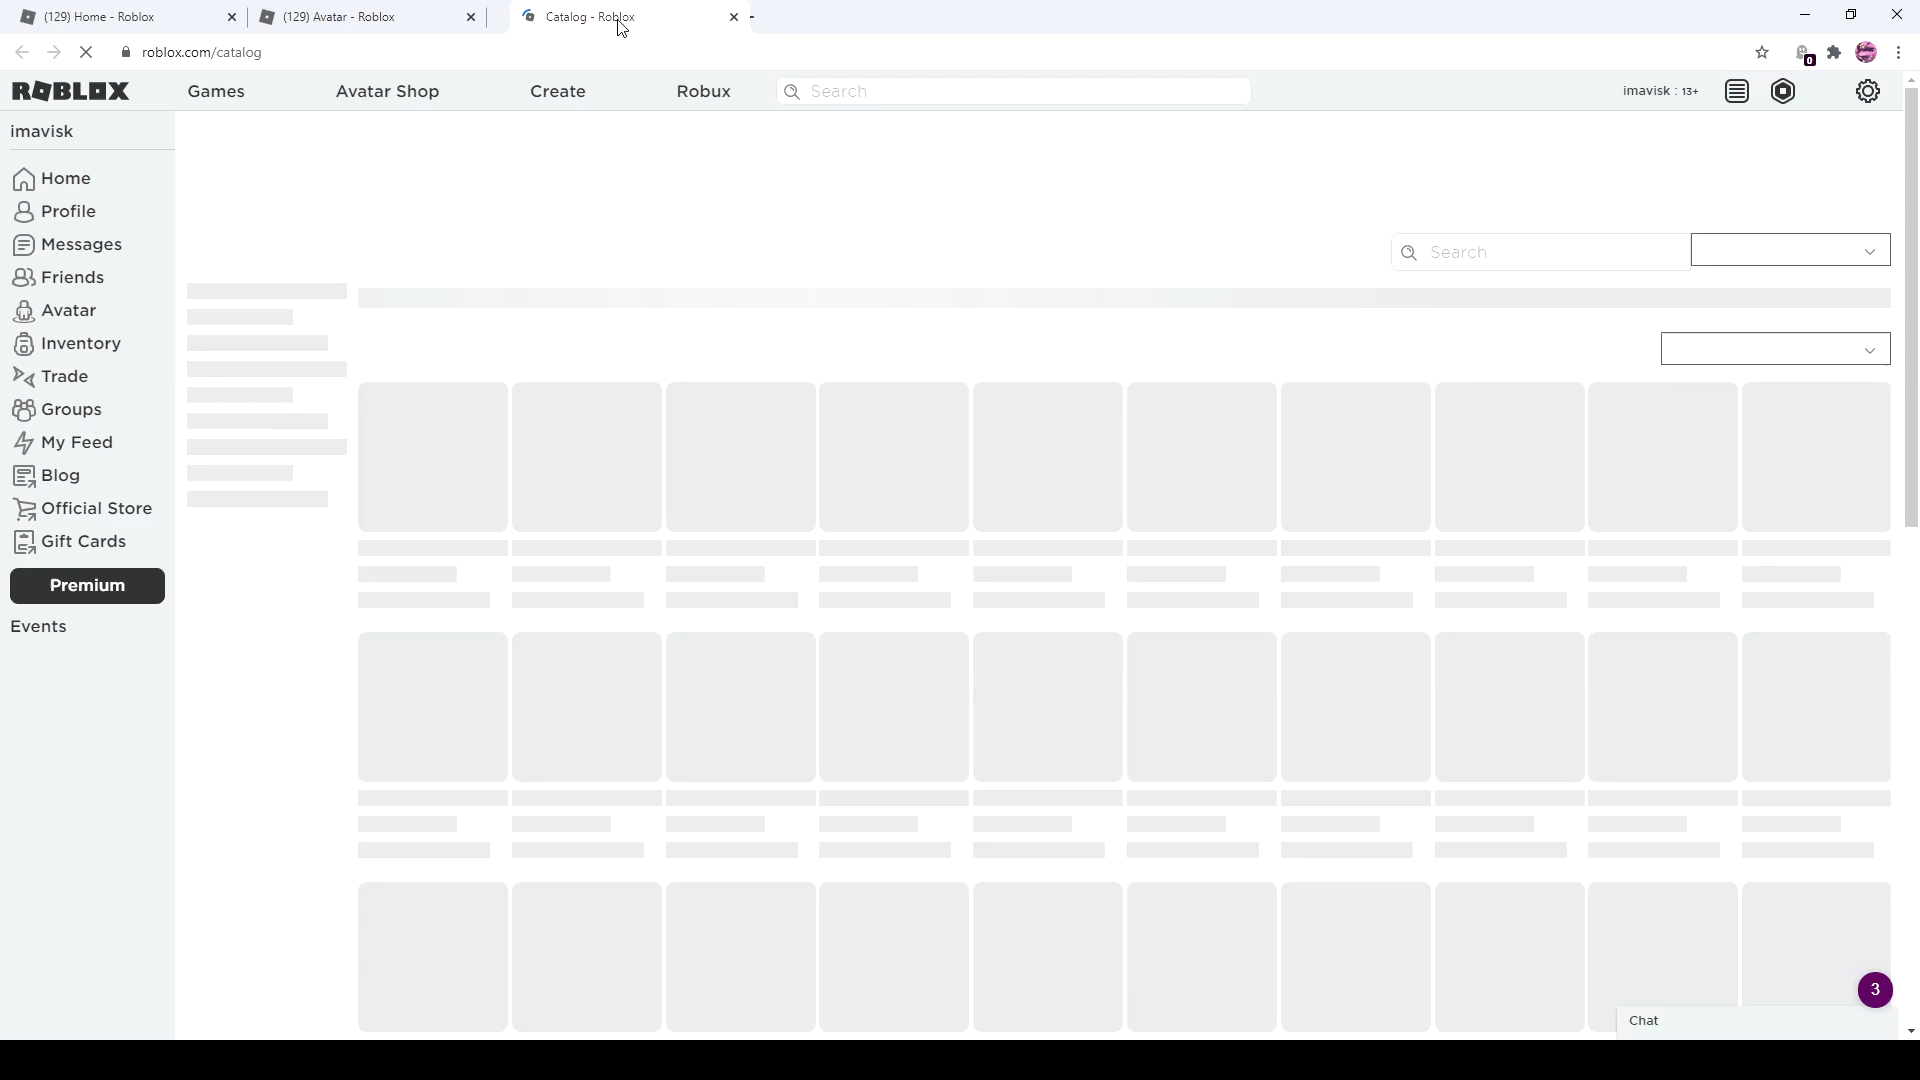 (129) Home - Roblox
(129) Avatar - Roblox
Catalog - Roblox
roblox.com/catalog
0
ROBLOX
Games
Avatar Shop
Create
Robux
Search
imavisk : 13+
imavisk
Home
Profile
Messages
Friends
Avatar
Inventory
Trade
Groups
My Feed
Blog
Official Store
Gift Cards
Premium
Events
Search
3
Chat